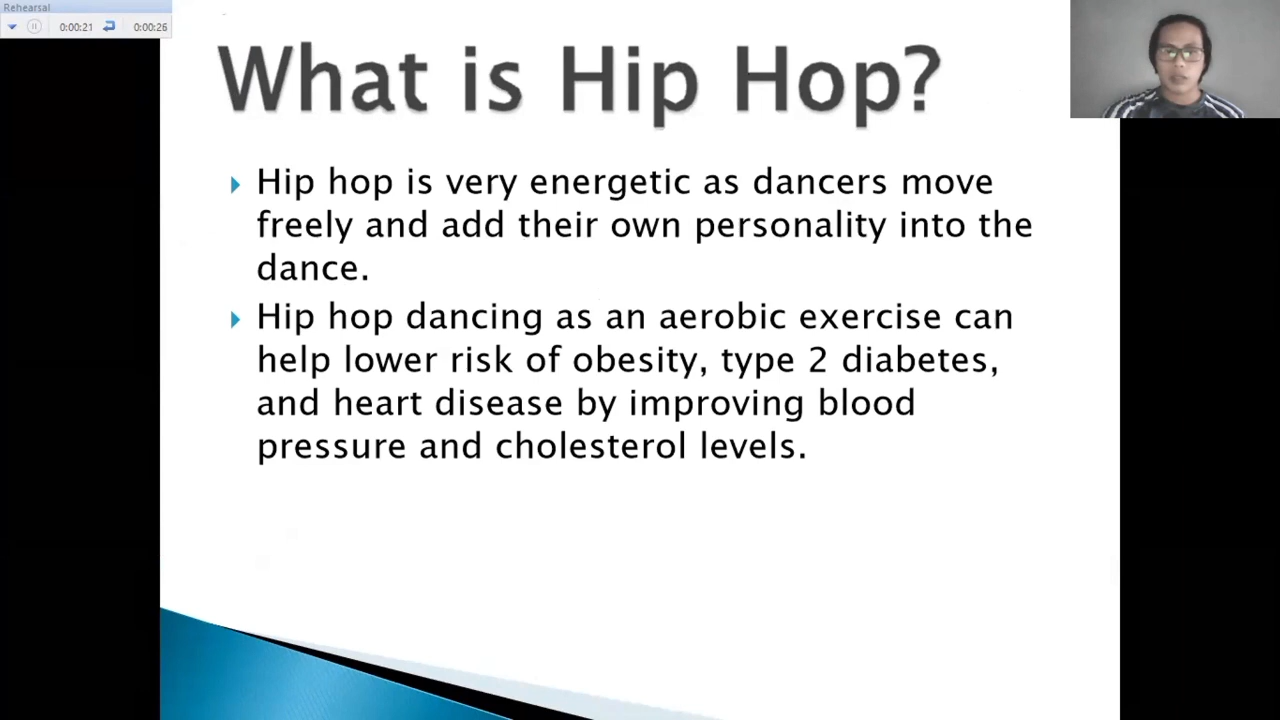 Rehearsal
0:00:21 0:00:26
What is Hip Hop?
Hip hop is very energetic as dancers move
freely and add their own personality into the
dance.
Hip hop dancing as an aerobic exercise can
help lower risk of obesity, type 2 diabetes,
and heart disease by improving blood
pressure and cholesterol levels.